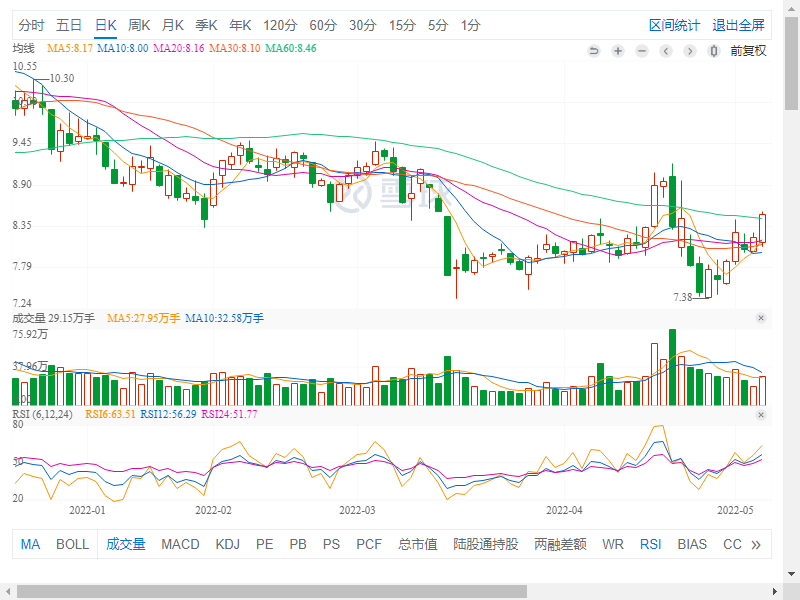 分时 五日 日K 周K 月K 季K 年K 120分 60分 30分 15分 5分 1分 区间统计 退出全屏
均线 MA5:8.17 MA10:8.00 MA20:8.16 MA30:8.10 MA60:8.46 前复权
10.55
10.30
9.45
8.90
8.35
7.79
7.38
7.24
成交量 29.15万手 MA5:27.95万手 MA10:32.58万手
75.92万
37.96万
RSI (6,12,24) RSI6:63.51 RSI12:56.29 RSI24:51.77
80
50
20
2022-01 2022-02 2022-03 2022-04 2022-05
MA BOLL 成交量 MACD KDJ PE PB PS PCF 总市值 陆股通持股 两融差额 WR RSI BIAS CC »